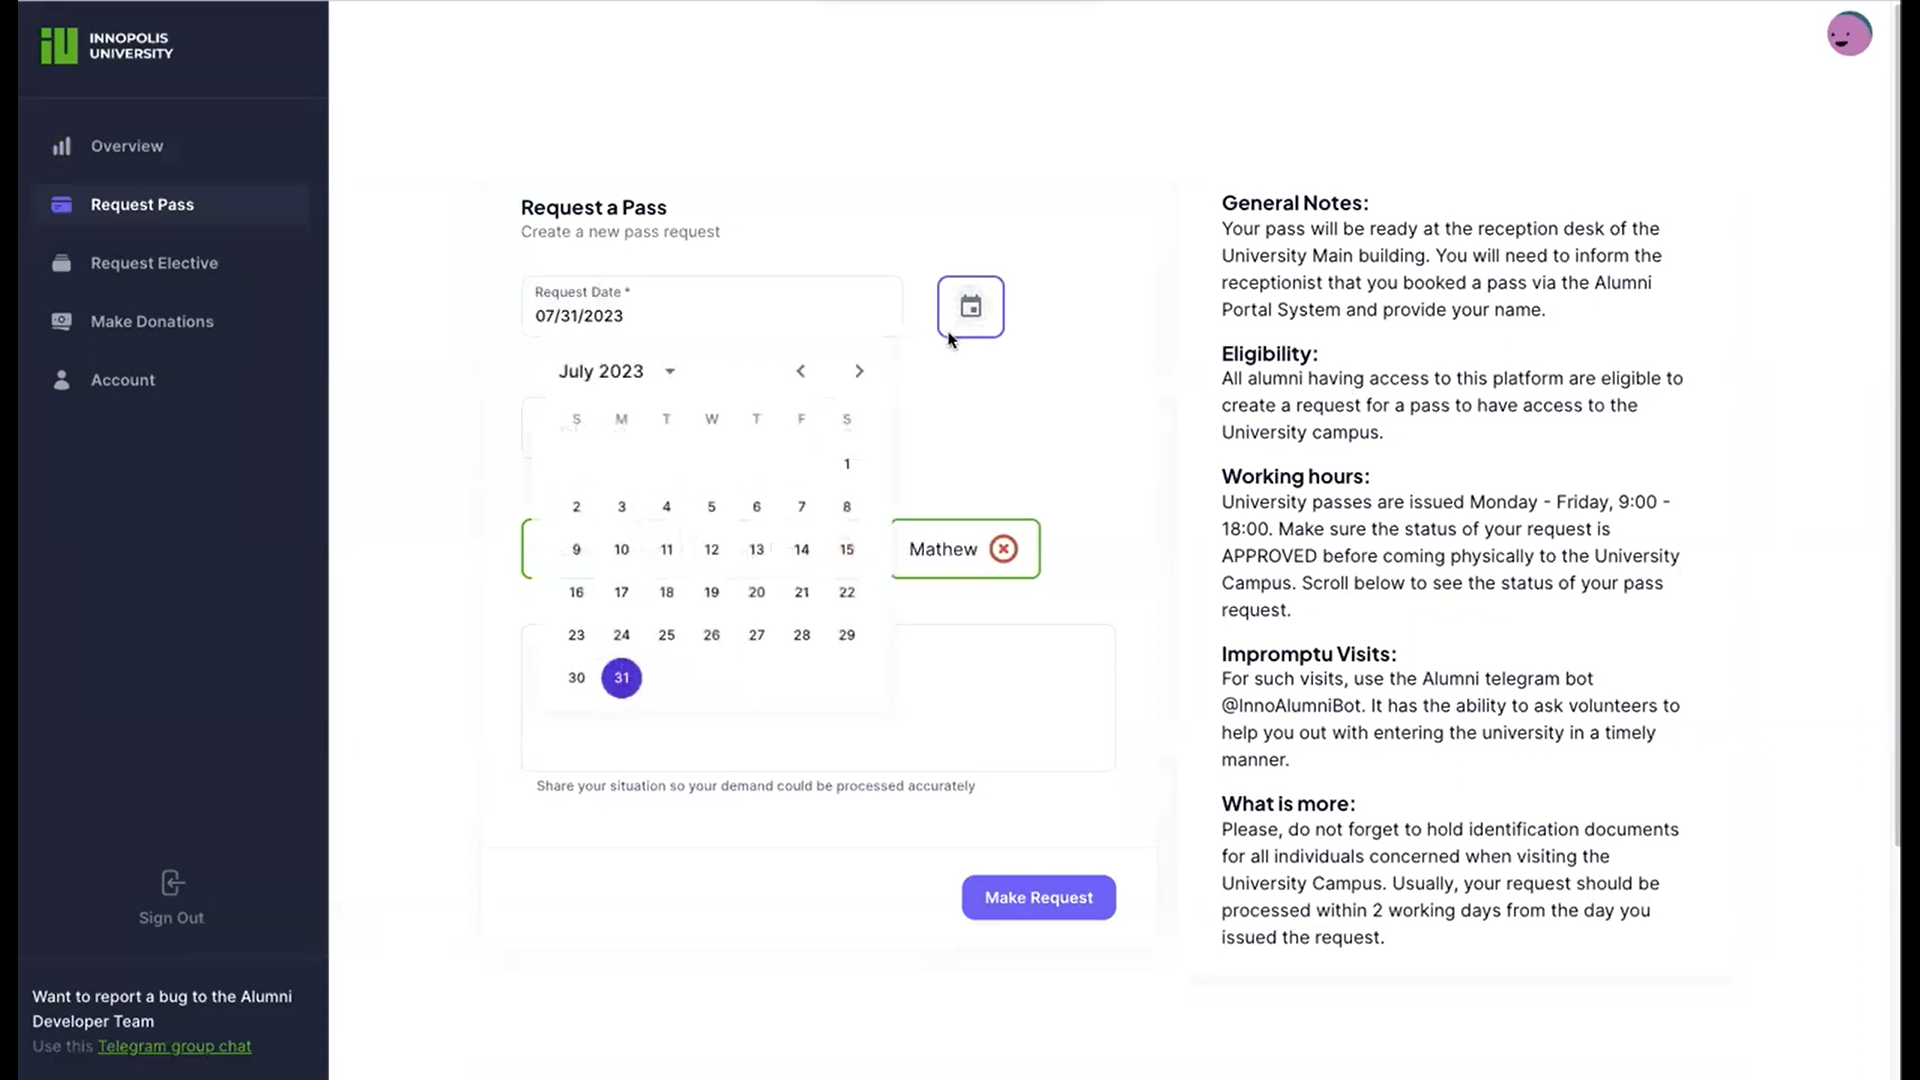 INNOPOLIS
UNIVERSITY
Overview
Request Pass
Request Elective
Make Donations
Account
Sign Out
Want to report a bug to the Alumni
Developer Team
Use this Telegram group chat
Request a Pass
Create a new pass request
Request Date *
07/31/2023
July 2023
S M T W T F S
1
2 3 4 5 6 7 8
9 10 11 12 13 14 15
16 17 18 19 20 21 22
23 24 25 26 27 28 29
30 31
Mathew
Share your situation so your demand could be processed accurately
Make Request
General Notes:
Your pass will be ready at the reception desk of the
University Main building. You will need to inform the
receptionist that you booked a pass via the Alumni
Portal System and provide your name.
Eligibility:
All alumni having access to this platform are eligible to
create a request for a pass to have access to the
University campus.
Working hours:
University passes are issued Monday - Friday, 9:00 -
18:00. Make sure the status of your request is
APPROVED before coming physically to the University
Campus. Scroll below to see the status of your pass
request.
Impromptu Visits:
For such visits, use the Alumni telegram bot
@InnoAlumniBot. It has the ability to ask volunteers to
help you out with entering the university in a timely
manner.
What is more:
Please, do not forget to hold identification documents
for all individuals concerned when visiting the
University Campus. Usually, your request should be
processed within 2 working days from the day you
issued the request.